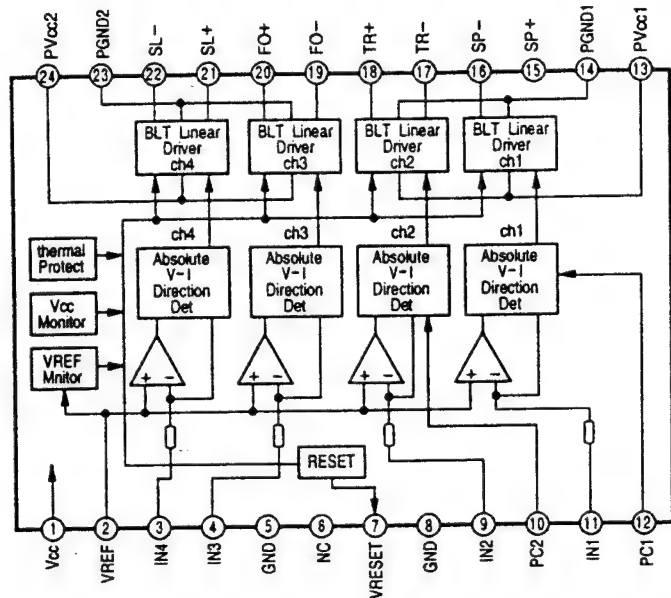 PVcc2
PGND2
SL-
SL+
FO+
FO-
TR+
TR-
SP-
SP+
PGND1
PVcc1
24
23
22
21
20
19
18
17
16
15
14
13
BLT Linear
Driver
ch4
BLT Linear
Driver
ch3
BLT Linear
Driver
ch2
BLT Linear
Driver
ch1
ch4
ch3
ch2
ch1
thermal
Protect
Vcc
Monitor
VREF
Mnitor
Absolute
V-I
Direction
Det
Absolute
V-I
Direction
Det
Absolute
V-I
Direction
Det
Absolute
V-I
Direction
Det
+ -
+ -
+ -
+ -
RESET
1
2
3
4
5
6
7
8
9
10
11
12
Vcc
VREF
IN4
IN3
GND
NC
VRESET
GND
IN2
PC2
IN1
PC1